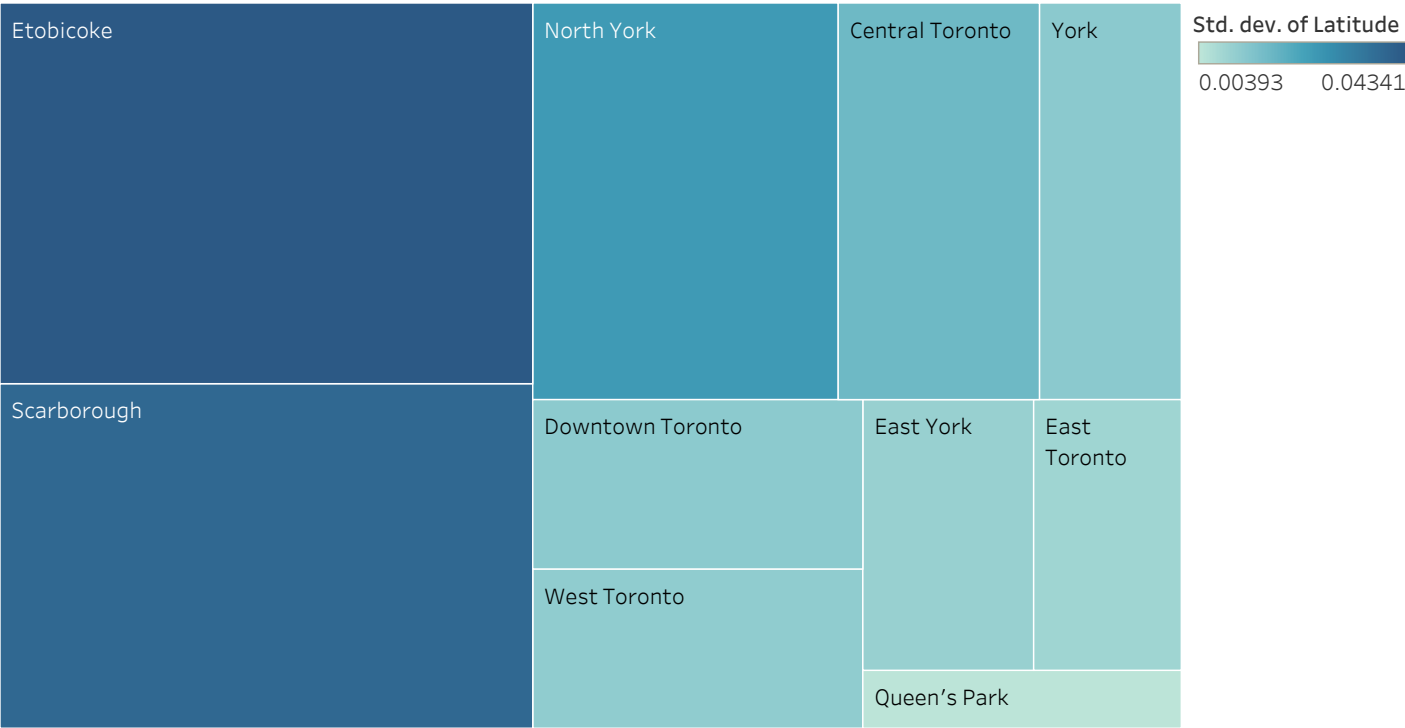 Etobicoke
North York
Central Toronto
York
Std. dev. of Latitude
0.00393 0.04341
Scarborough
Downtown Toronto
East York
East
Toronto
West Toronto
Queen's Park